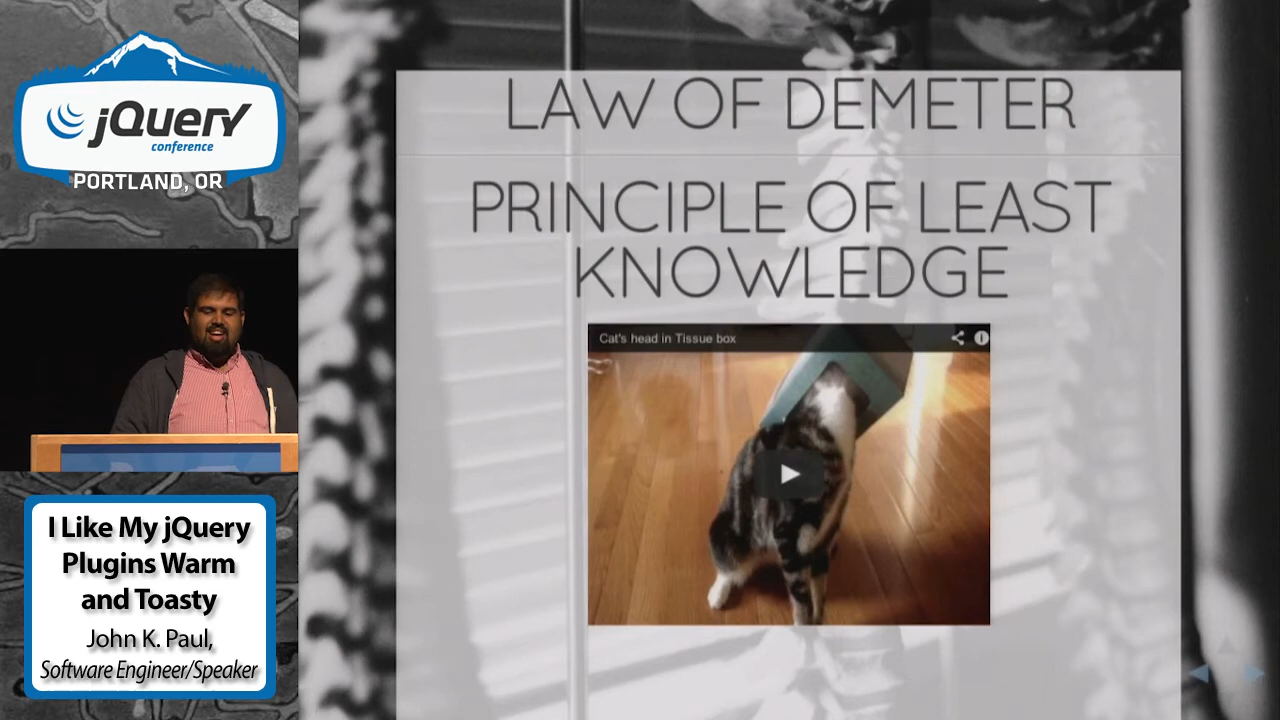 jQuery
conference
PORTLAND, OR
I Like My jQuery
Plugins Warm
and Toasty
John K. Paul,
Software Engineer/Speaker
LAW OF DEMETER
PRINCIPLE OF LEAST
KNOWLEDGE
Cat's head in Tissue box